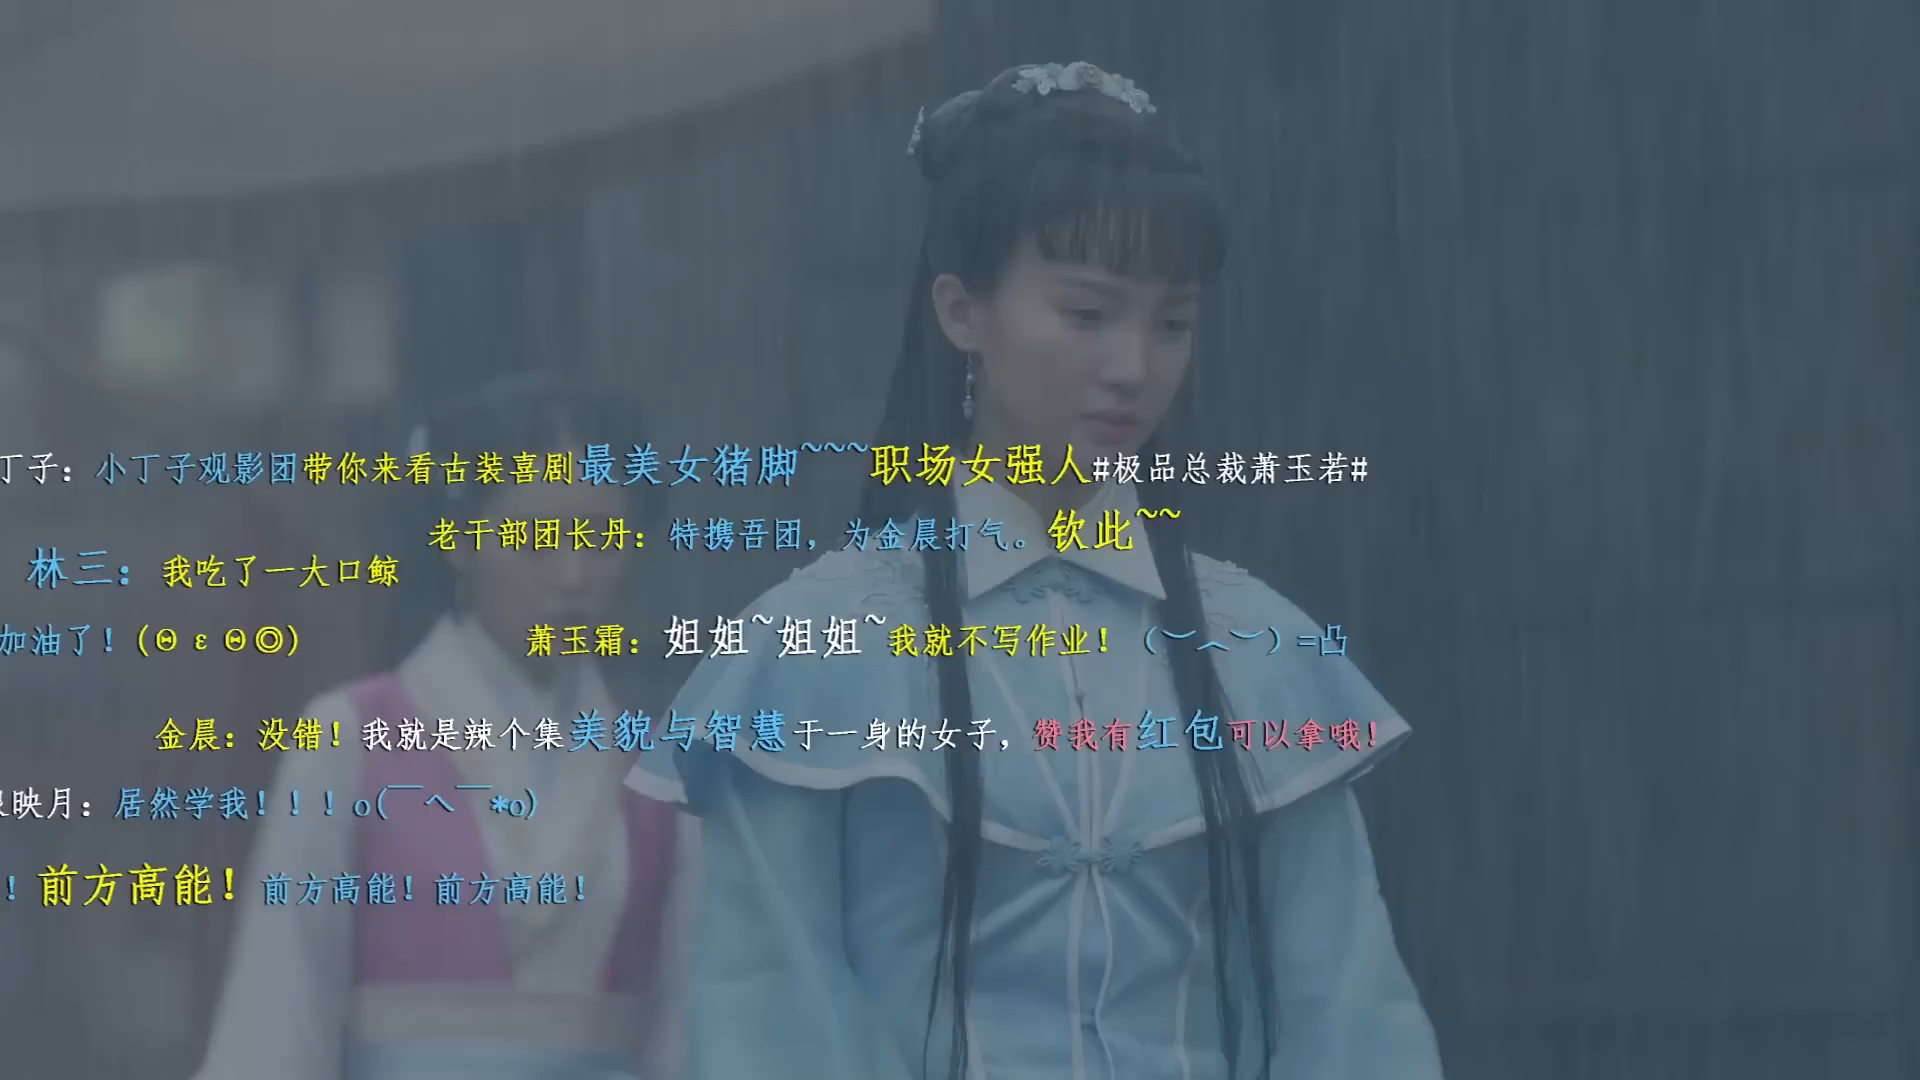 丁子：小丁子观影团带你来看古装喜剧最美女猪脚~~~职场女强人#极品总裁萧玉若#
老干部团长丹：特携吾团，为金晨打气。钦此~~
林三：我吃了一大口鲸
加油了！(Θ ε Θ◎)
萧玉霜：姐姐~姐姐~我就不写作业！（︶︿︶）=凸
金晨：没错！我就是辣个集美貌与智慧于一身的女子，赞我有红包可以拿哦！
映月：居然学我！！！o(￣ヘ￣*o)
！前方高能！前方高能！前方高能！